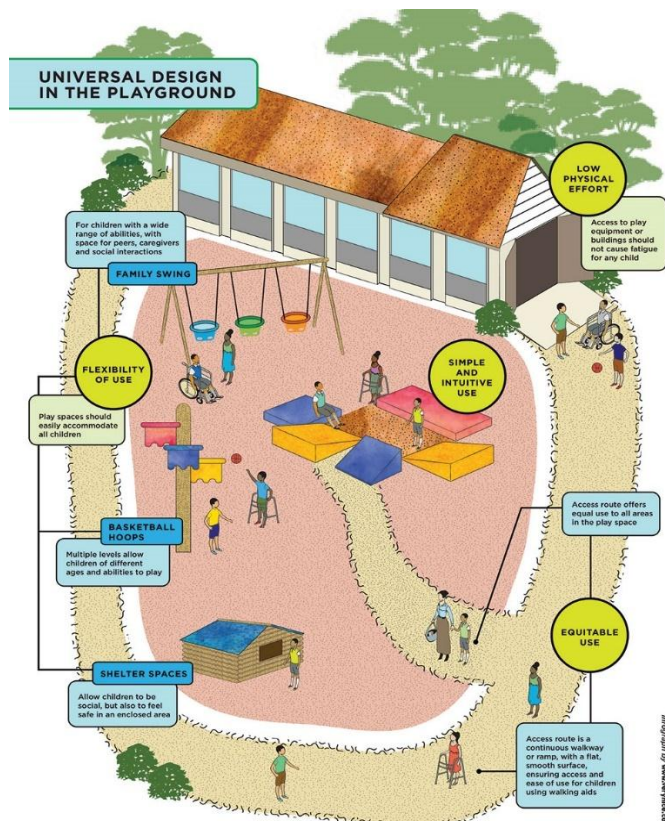 UNIVERSAL DESIGN
IN THE PLAYGROUND
LOW
PHYSICAL
EFFORT
Access to play
equipment or
buildings should
not cause fatigue
for any child
For children with a wide
range of abilities, with
space for peers, caregivers
and social interactions
FAMILY SWING
FLEXIBILITY
OF USE
Play spaces should
easily accommodate
all children
SIMPLE
AND
INTUITIVE
USE
BASKETBALL
HOOPS
Multiple levels allow
children of different
ages and abilities to play
Access route offers
equal use to all areas
in the play space
EQUITABLE
USE
SHELTER SPACES
Allow children to be
social, but also to feel
safe in an enclosed area
Access route is a
continuous walkway
or ramp, with a flat,
smooth surface,
ensuring access and
ease of use for children
using walking aids